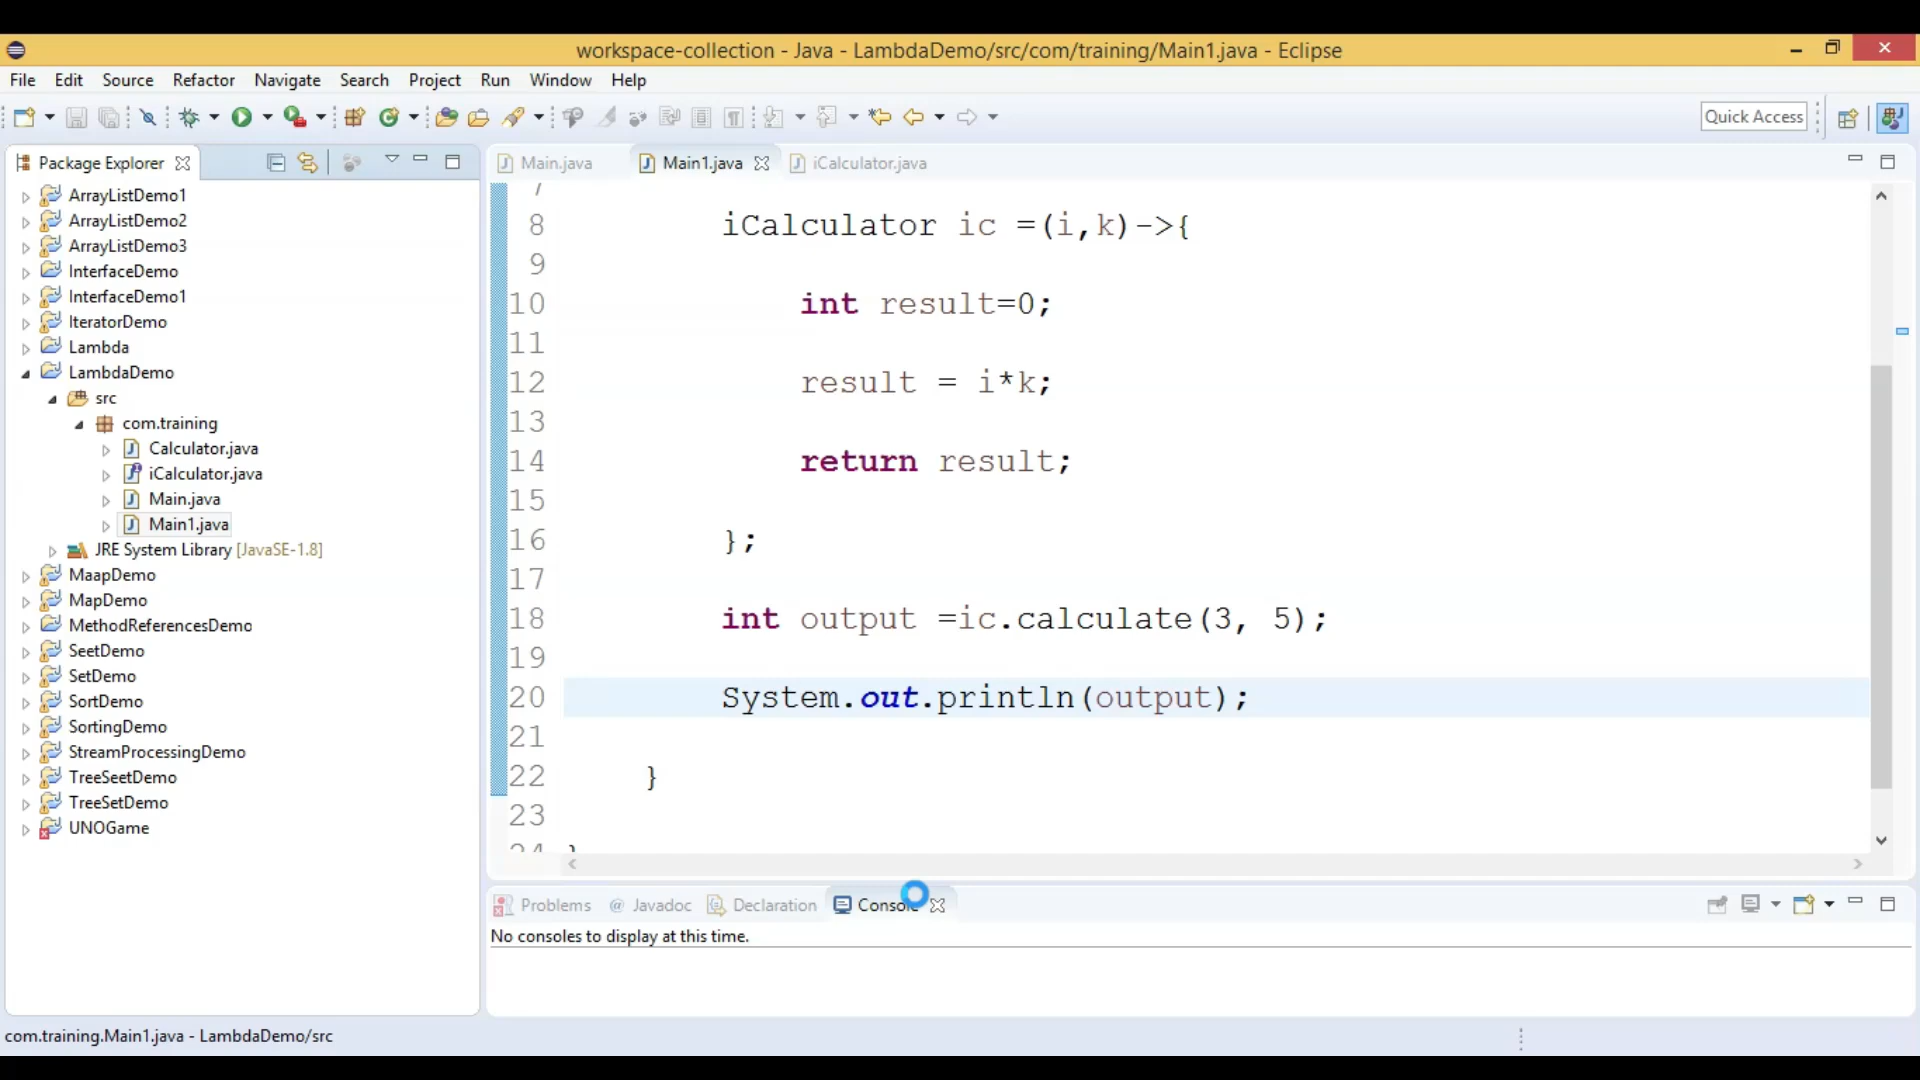 workspace-collection - Java - LambdaDemo/src/com/training/Main1.java - Eclipse
File Edit Source Refactor Navigate Search Project Run Window Help
Quick Access
Package Explorer
ArrayListDemo1
ArrayListDemo2
ArrayListDemo3
InterfaceDemo
InterfaceDemo1
IteratorDemo
Lambda
LambdaDemo
src
com.training
Calculator.java
iCalculator.java
Main.java
Main1.java
JRE System Library [JavaSE-1.8]
MaapDemo
MapDemo
MethodReferencesDemo
SeetDemo
SetDemo
SortDemo
SortingDemo
StreamProcessingDemo
TreeSeetDemo
TreeSetDemo
UNOGame
Main.java Main1.java iCalculator.java
7
8 iCalculator ic =(i,k)->{
9
10 int result=0;
11
12 result = i*k;
13
14 return result;
15
16 };
17
18 int output =ic.calculate(3, 5);
19
20 System.out.println(output);
21
22 }
23
24 }
Problems @ Javadoc Declaration Console
No consoles to display at this time.
com.training.Main1.java - LambdaDemo/src